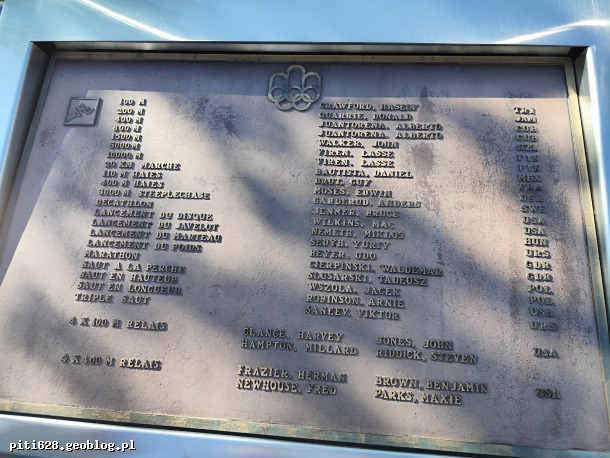 100 M CRAWFORD, HASELY TRI
200 M QUARRIE, DONALD JAM
400 M JUANTORENA, ALBERTO CUB
800 M JUANTORENA, ALBERTO CUB
1500 M WALKER, JOHN NZL
5000 M VIREN, LASSE FIN
10000 M VIREN, LASSE FIN
20 KM MARCHE BAUTISTA, DANIEL MEX
110 M HAIES DRUT, GUY FRA
400 M HAIES MOSES, EDWIN USA
3000 M STEEPLECHASE GARDERUD, ANDERS SWE
DECATHLON JENNER, BRUCE USA
LANCEMENT DU DISQUE WILKINS, MAC USA
LANCEMENT DU JAVELOT NEMETH, MIKLOS HUN
LANCEMENT DU MARTEAU SEDYH, YURIY URS
LANCEMENT DU POIDS BEYER, UDO GDR
MARATHON CIERPINSKI, WALDEMAR GDR
SAUT A LA PERCHE SLUSARSKI, TADEUSZ POL
SAUT EN HAUTEUR WSZOLA, JACEK POL
SAUT EN LONGUEUR ROBINSON, ARNIE USA
TRIPLE SAUT SANEEV, VIKTOR URS
4 X 100 M RELAIS GLANCE, HARVEY JONES, JOHN
HAMPTON, MILLARD RIDDICK, STEVEN USA
4 X 400 M RELAIS FRAZIER, HERMAN BROWN, BENJAMIN
NEWHOUSE, FRED PARKS, MAXIE USA
piti628.geoblog.pl